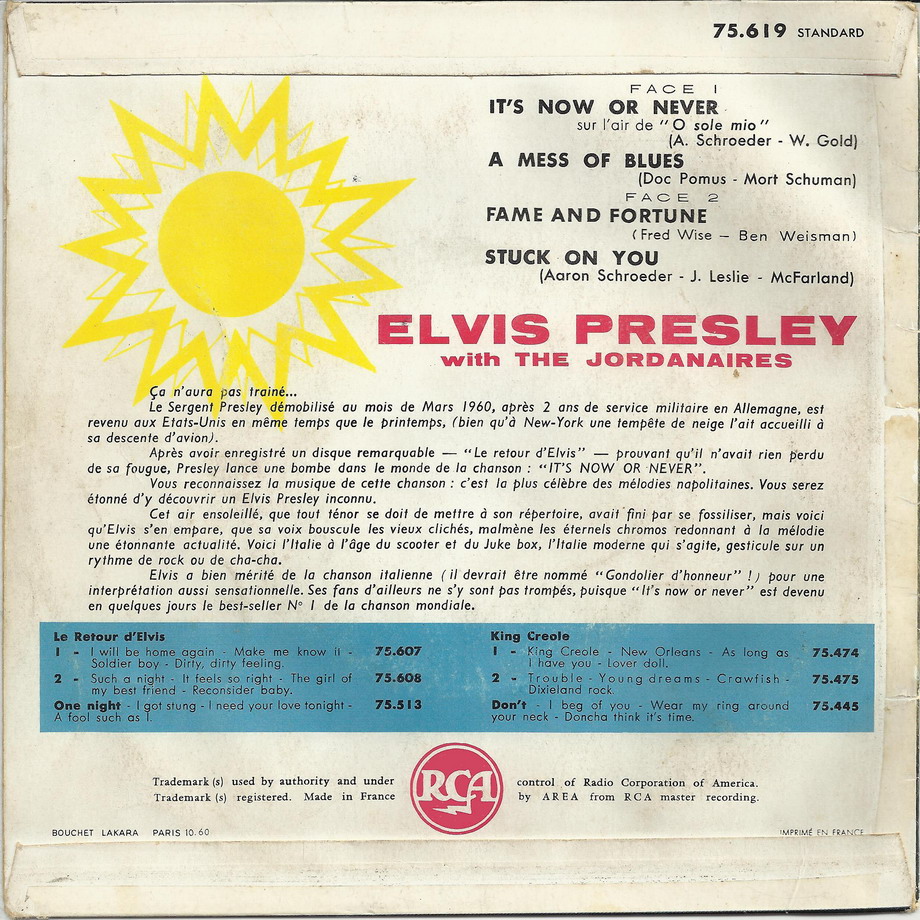 75.619 STANDARD
FACE 1
IT'S NOW OR NEVER
sur l'air de "O sole mio"
(A. Schroeder - W. Gold)
A MESS OF BLUES
(Doc Pomus - Mort Schuman)
FACE 2
FAME AND FORTUNE
(Fred Wise – Ben Weisman)
STUCK ON YOU
(Aaron Schroeder - J. Leslie - McFarland)
ELVIS PRESLEY
with THE JORDANAIRES
Ça n'aura pas trainé...
Le Sergent Presley démobilisé au mois de Mars 1960, après 2 ans de service militaire en Allemagne, est
revenu aux Etats-Unis en même temps que le printemps, (bien qu'à New-York une tempête de neige l'ait accueilli à
sa descente d'avion).
Après avoir enregistré un disque remarquable — "Le retour d'Elvis" — prouvant qu'il n'avait rien perdu
de sa fougue, Presley lance une bombe dans le monde de la chanson : "IT'S NOW OR NEVER".
Vous reconnaissez la musique de cette chanson : c'est la plus célèbre des mélodies napolitaines. Vous serez
étonné d'y découvrir un Elvis Presley inconnu.
Cet air ensoleillé, que tout ténor se doit de mettre à son répertoire, avait fini par se fossiliser, mais voici
qu'Elvis s'en empare, que sa voix bouscule les vieux clichés, malmène les éternels chromos redonnant à la mélodie
une étonnante actualité. Voici l'Italie à l'âge du scooter et du Juke box, l'Italie moderne qui s'agite, gesticule sur un
rythme de rock ou de cha-cha.
Elvis a bien mérité de la chanson italienne (il devrait être nommé "Gondolier d'honneur" !) pour une
interprétation aussi sensationnelle. Ses fans d'ailleurs ne s'y sont pas trompés, puisque "It's now or never" est devenu
en quelques jours le best-seller N° 1 de la chanson mondiale.
Le Retour d'Elvis
1 - I will be home again - Make me know it - 75.607
Soldier boy - Dirty, dirty feeling.
2 - Such a night - It feels so right - The girl of 75.608
my best friend - Reconsider baby.
One night - I got stung - I need your love tonight - 75.513
A fool such as I.
King Creole
1 - King Creole - New Orleans - As long as 75.474
I have you - Lover doll.
2 - Trouble - Young dreams - Crawfish - 75.475
Dixieland rock.
Don't - I beg of you - Wear my ring around 75.445
your neck - Doncha think it's time.
Trademark (s) used by authority and under RCA control of Radio Corporation of America.
Trademark (s) registered. Made in France by AREA from RCA master recording.
BOUCHET LAKARA PARIS 10.60
IMPRIMÉ EN FRANCE